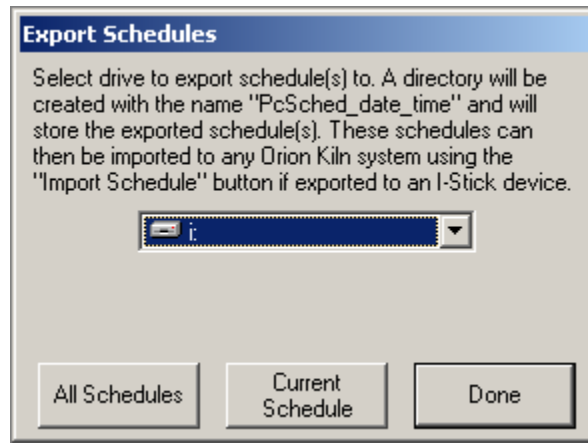 Export Schedules
Select drive to export schedule(s) to. A directory will be
created with the name "PcSched_date_time" and will
store the exported schedule(s). These schedules can
then be imported to any Orion Kiln system using the
"Import Schedule" button if exported to an I-Stick device.
i:
All Schedules
Current
Schedule
Done